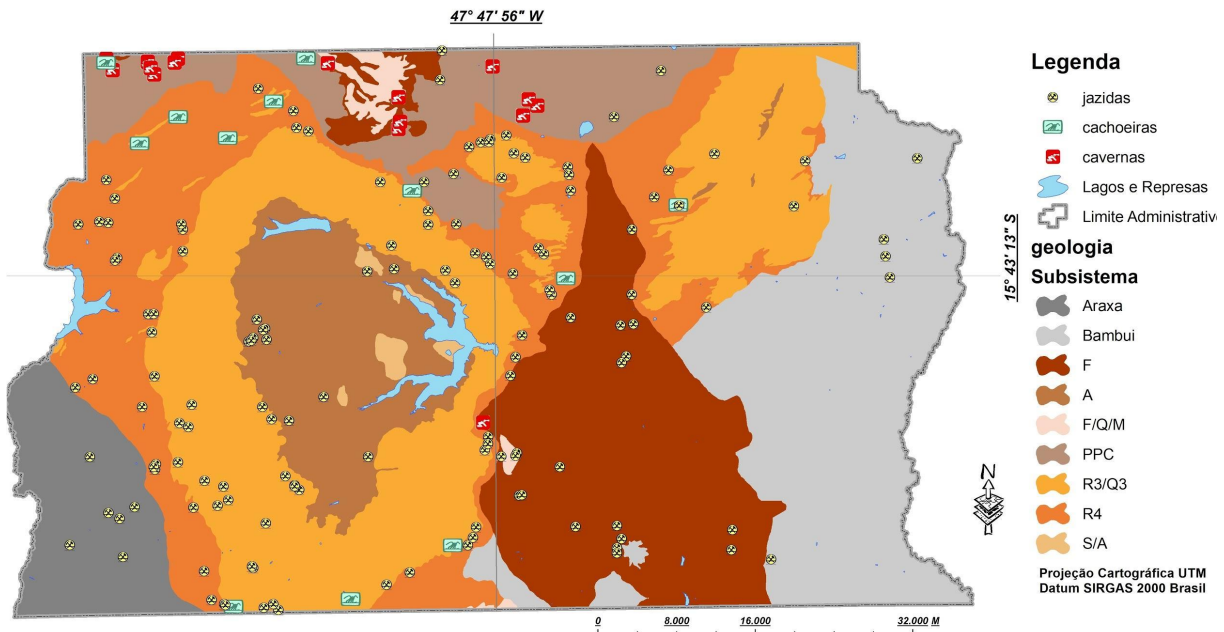 47° 47' 56" W
15° 43' 13" S
Legenda
jazidas
cachoeiras
cavernas
Lagos e Represas
Limite Administrativo
geologia
Subsistema
Araxa
Bambui
F
A
F/Q/M
PPC
R3/Q3
R4
S/A
N
Projeção Cartográfica UTM
Datum SIRGAS 2000 Brasil
0 8.000 16.000 32.000 M